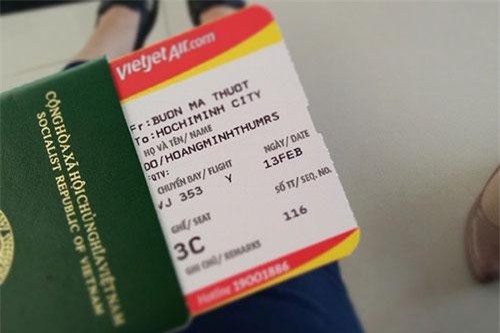 CỘNG HÒA XÃ HỘI CHỦ NGHĨA VIỆT NAM
SOCIALIST REPUBLIC OF VIETNAM
VietjetAir.com
Fr:BUON MA THUOT
To:HOCHIMINH CITY
HỌ VÀ TÊN/ NAME
DO/HOANGMINHTHUMRS
QTV:
CHUYẾN BAY/ FLIGHT NGÀY/ DATE
VJ 353 Y 13FEB
GHẾ/ SEAT SỐ TT/ SEQ. NO.
3C 116
GHI CHÚ/ REMARKS
Hotline 19001886